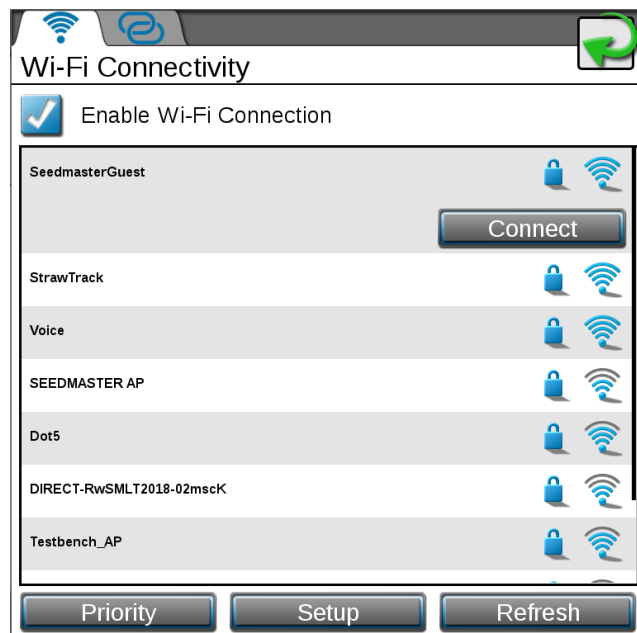 Wi-Fi Connectivity
Enable Wi-Fi Connection
SeedmasterGuest
Connect
StrawTrack
Voice
SEEDMASTER AP
Dot5
DIRECT-RwSMLT2018-02mscK
Testbench_AP
Priority Setup Refresh